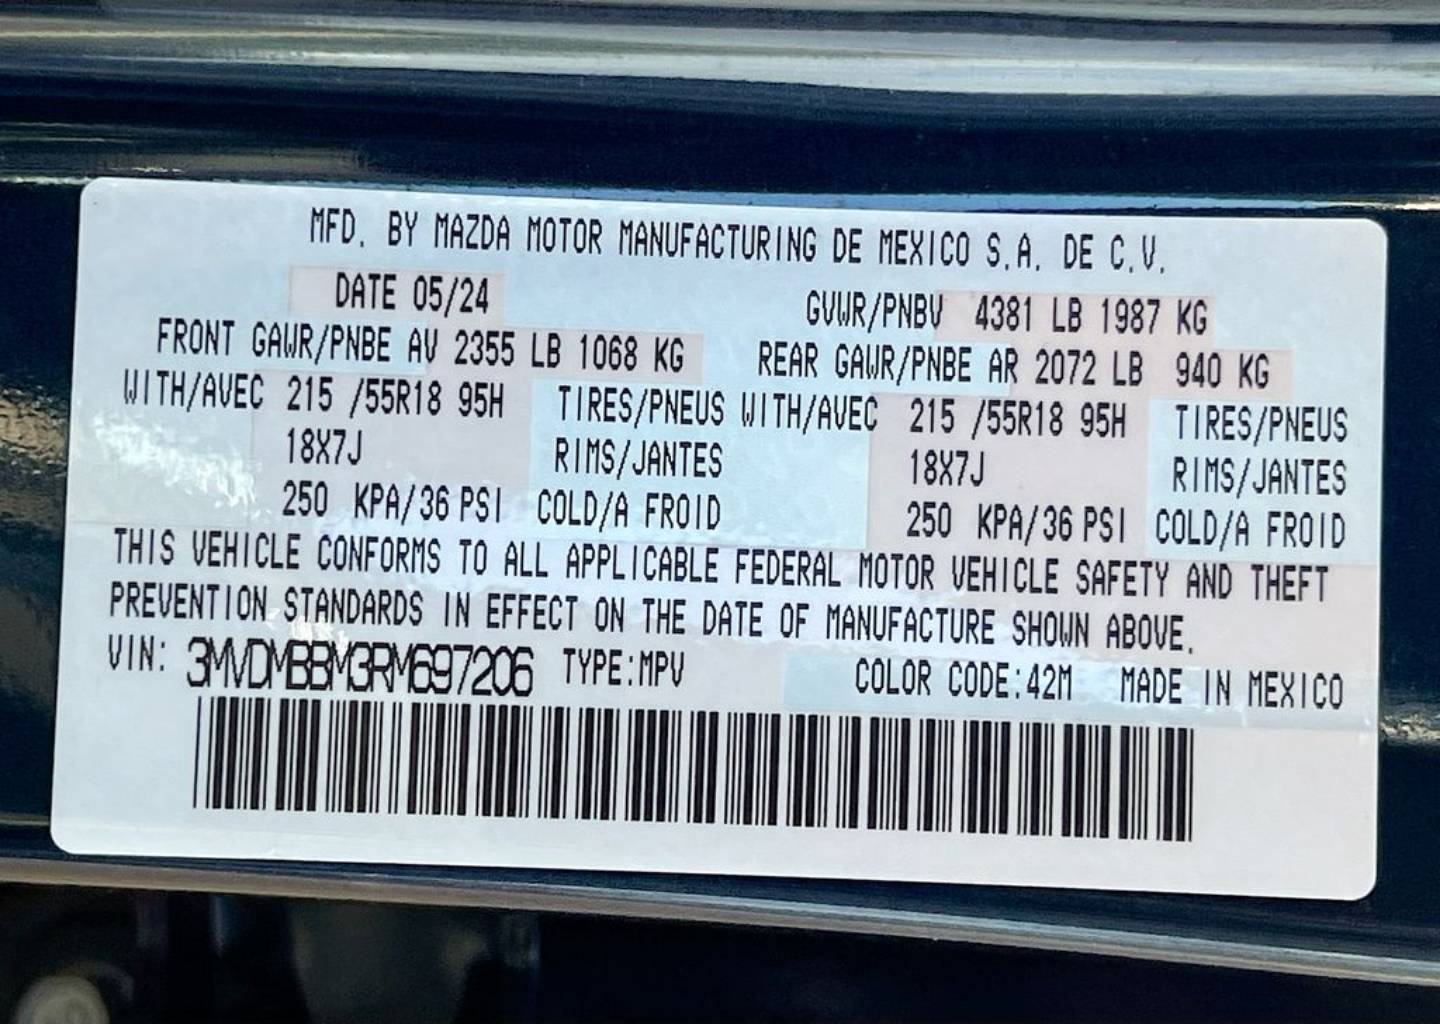 MFD. BY MAZDA MOTOR MANUFACTURING DE MEXICO S.A. DE C.V.
DATE 05/24 GVWR/PNBV 4381 LB 1987 KG
FRONT GAWR/PNBE AV 2355 LB 1068 KG REAR GAWR/PNBE AR 2072 LB 940 KG
WITH/AVEC 215 /55R18 95H TIRES/PNEUS WITH/AVEC 215 /55R18 95H TIRES/PNEUS
18X7J RIMS/JANTES 18X7J RIMS/JANTES
250 KPA/36 PSI COLD/A FROID 250 KPA/36 PSI COLD/A FROID
THIS VEHICLE CONFORMS TO ALL APPLICABLE FEDERAL MOTOR VEHICLE SAFETY AND THEFT
PREVENTION STANDARDS IN EFFECT ON THE DATE OF MANUFACTURE SHOWN ABOVE.
VIN: 3MVDMBBM3RM697206 TYPE:MPV COLOR CODE:42M MADE IN MEXICO